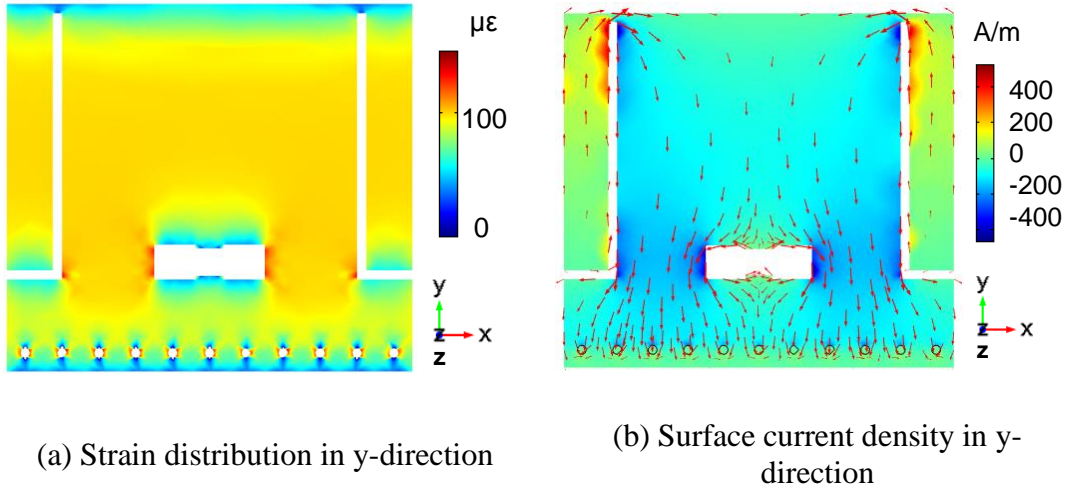 µε
100
0
y
z x
z
A/m
400
200
0
-200
-400
y
z x
z
(a) Strain distribution in y-direction
(b) Surface current density in y-
direction